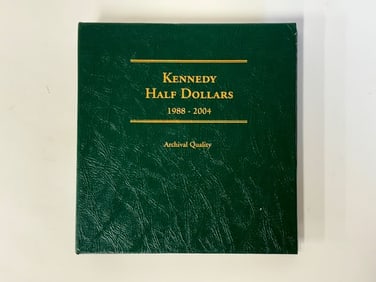 Kennedy
Half Dollars
1988 - 2004
Archival Quality